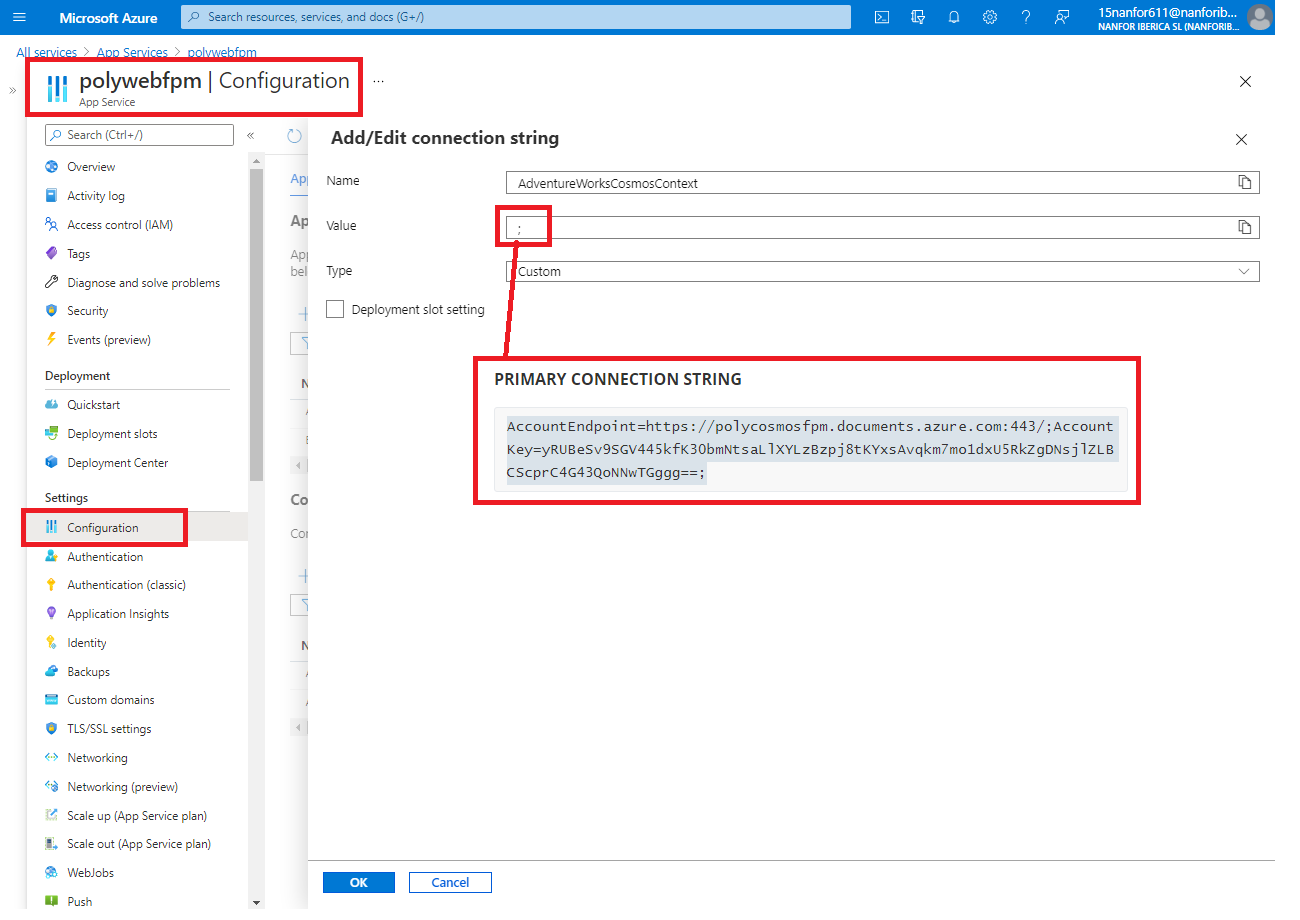 Microsoft Azure
Search resources, services, and docs (G+/)
15nanfor611@nanforib...
NANFOR IBERICA SL (NANFORIB...
All services > App Services > polywebfpm
polywebfpm | Configuration ...
App Service
Search (Ctrl+/)
Overview
Activity log
Access control (IAM)
Tags
Diagnose and solve problems
Security
Events (preview)
Deployment
Quickstart
Deployment slots
Deployment Center
Settings
Configuration
Authentication
Authentication (classic)
Application Insights
Identity
Backups
Custom domains
TLS/SSL settings
Networking
Networking (preview)
Scale up (App Service plan)
Scale out (App Service plan)
WebJobs
Push
Add/Edit connection string
Name
AdventureWorksCosmosContext
Value
;
Type
Custom
Deployment slot setting
PRIMARY CONNECTION STRING
AccountEndpoint=https://polycosmosfpm.documents.azure.com:443/;Account
Key=yRUBeSv9SGV445kfK3ObmNtsaLlXYLzBzpj8tKYxsAvqkm7mo1dxU5RkZgDNsjlZLB
CScprC4G43QoNNwTGggg==;
OK
Cancel